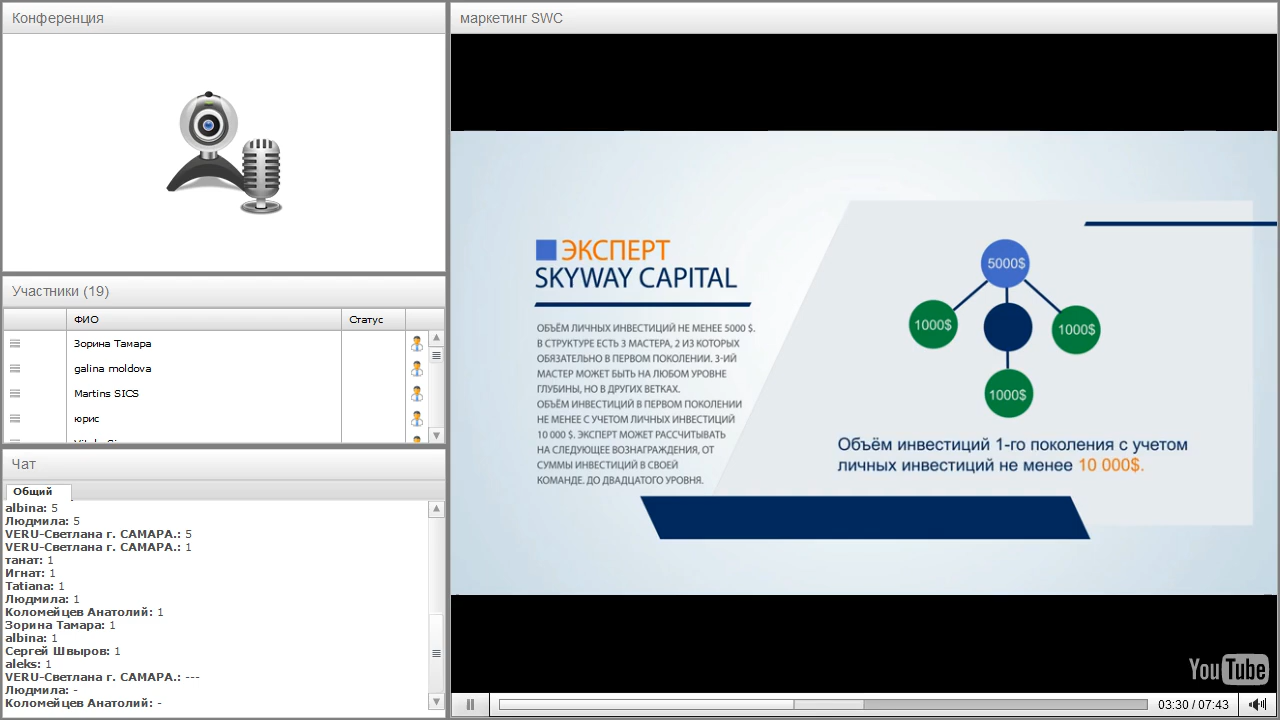 Конференция
Участники (19)
ФИО
Статус
Зорина Тамара
galina moldova
Martins SICS
юрис
Чат
Общий
albina: 5
Людмила: 5
VERU-Светлана г. САМАРА.: 5
VERU-Светлана г. САМАРА.: 1
танат: 1
Игнат: 1
Tatiana: 1
Людмила: 1
Коломейцев Анатолий: 1
Зорина Тамара: 1
albina: 1
Сергей Швыров: 1
aleks: 1
VERU-Светлана г. САМАРА.: ---
Людмила: -
Коломейцев Анатолий: -
маркетинг SWC
ЭКСПЕРТ
SKYWAY CAPITAL
ОБЪЁМ ЛИЧНЫХ ИНВЕСТИЦИЙ НЕ МЕНЕЕ 5000 $.
В СТРУКТУРЕ ЕСТЬ 3 МАСТЕРА, 2 ИЗ КОТОРЫХ
ОБЯЗАТЕЛЬНО В ПЕРВОМ ПОКОЛЕНИИ. 3-ИЙ
МАСТЕР МОЖЕТ БЫТЬ НА ЛЮБОМ УРОВНЕ
ГЛУБИНЫ, НО В ДРУГИХ ВЕТКАХ.
ОБЪЁМ ИНВЕСТИЦИЙ В ПЕРВОМ ПОКОЛЕНИИ
НЕ МЕНЕЕ С УЧЕТОМ ЛИЧНЫХ ИНВЕСТИЦИЙ
10 000 $. ЭКСПЕРТ МОЖЕТ РАССЧИТЫВАТЬ
НА СЛЕДУЮЩЕЕ ВОЗНАГРАЖДЕНИЯ, ОТ
СУММЫ ИНВЕСТИЦИЙ В СВОЕЙ
КОМАНДЕ. ДО ДВАДЦАТОГО УРОВНЯ.
5000$
1000$
1000$
1000$
Объём инвестиций 1-го поколения с учетом
личных инвестиций не менее 10 000$.
YouTube
03:30 / 07:43